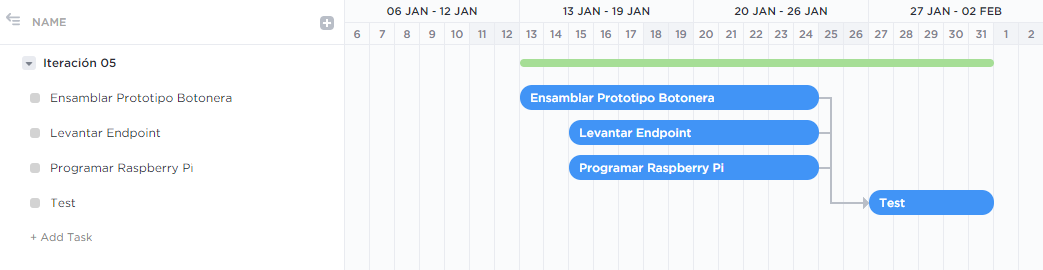 NAME
06 JAN - 12 JAN 13 JAN - 19 JAN 20 JAN - 26 JAN 27 JAN - 02 FEB
6 7 8 9 10 11 12 13 14 15 16 17 18 19 20 21 22 23 24 25 26 27 28 29 30 31 1 2
Iteración 05
Ensamblar Prototipo Botonera Ensamblar Prototipo Botonera
Levantar Endpoint Levantar Endpoint
Programar Raspberry Pi Programar Raspberry Pi
Test Test
+ Add Task